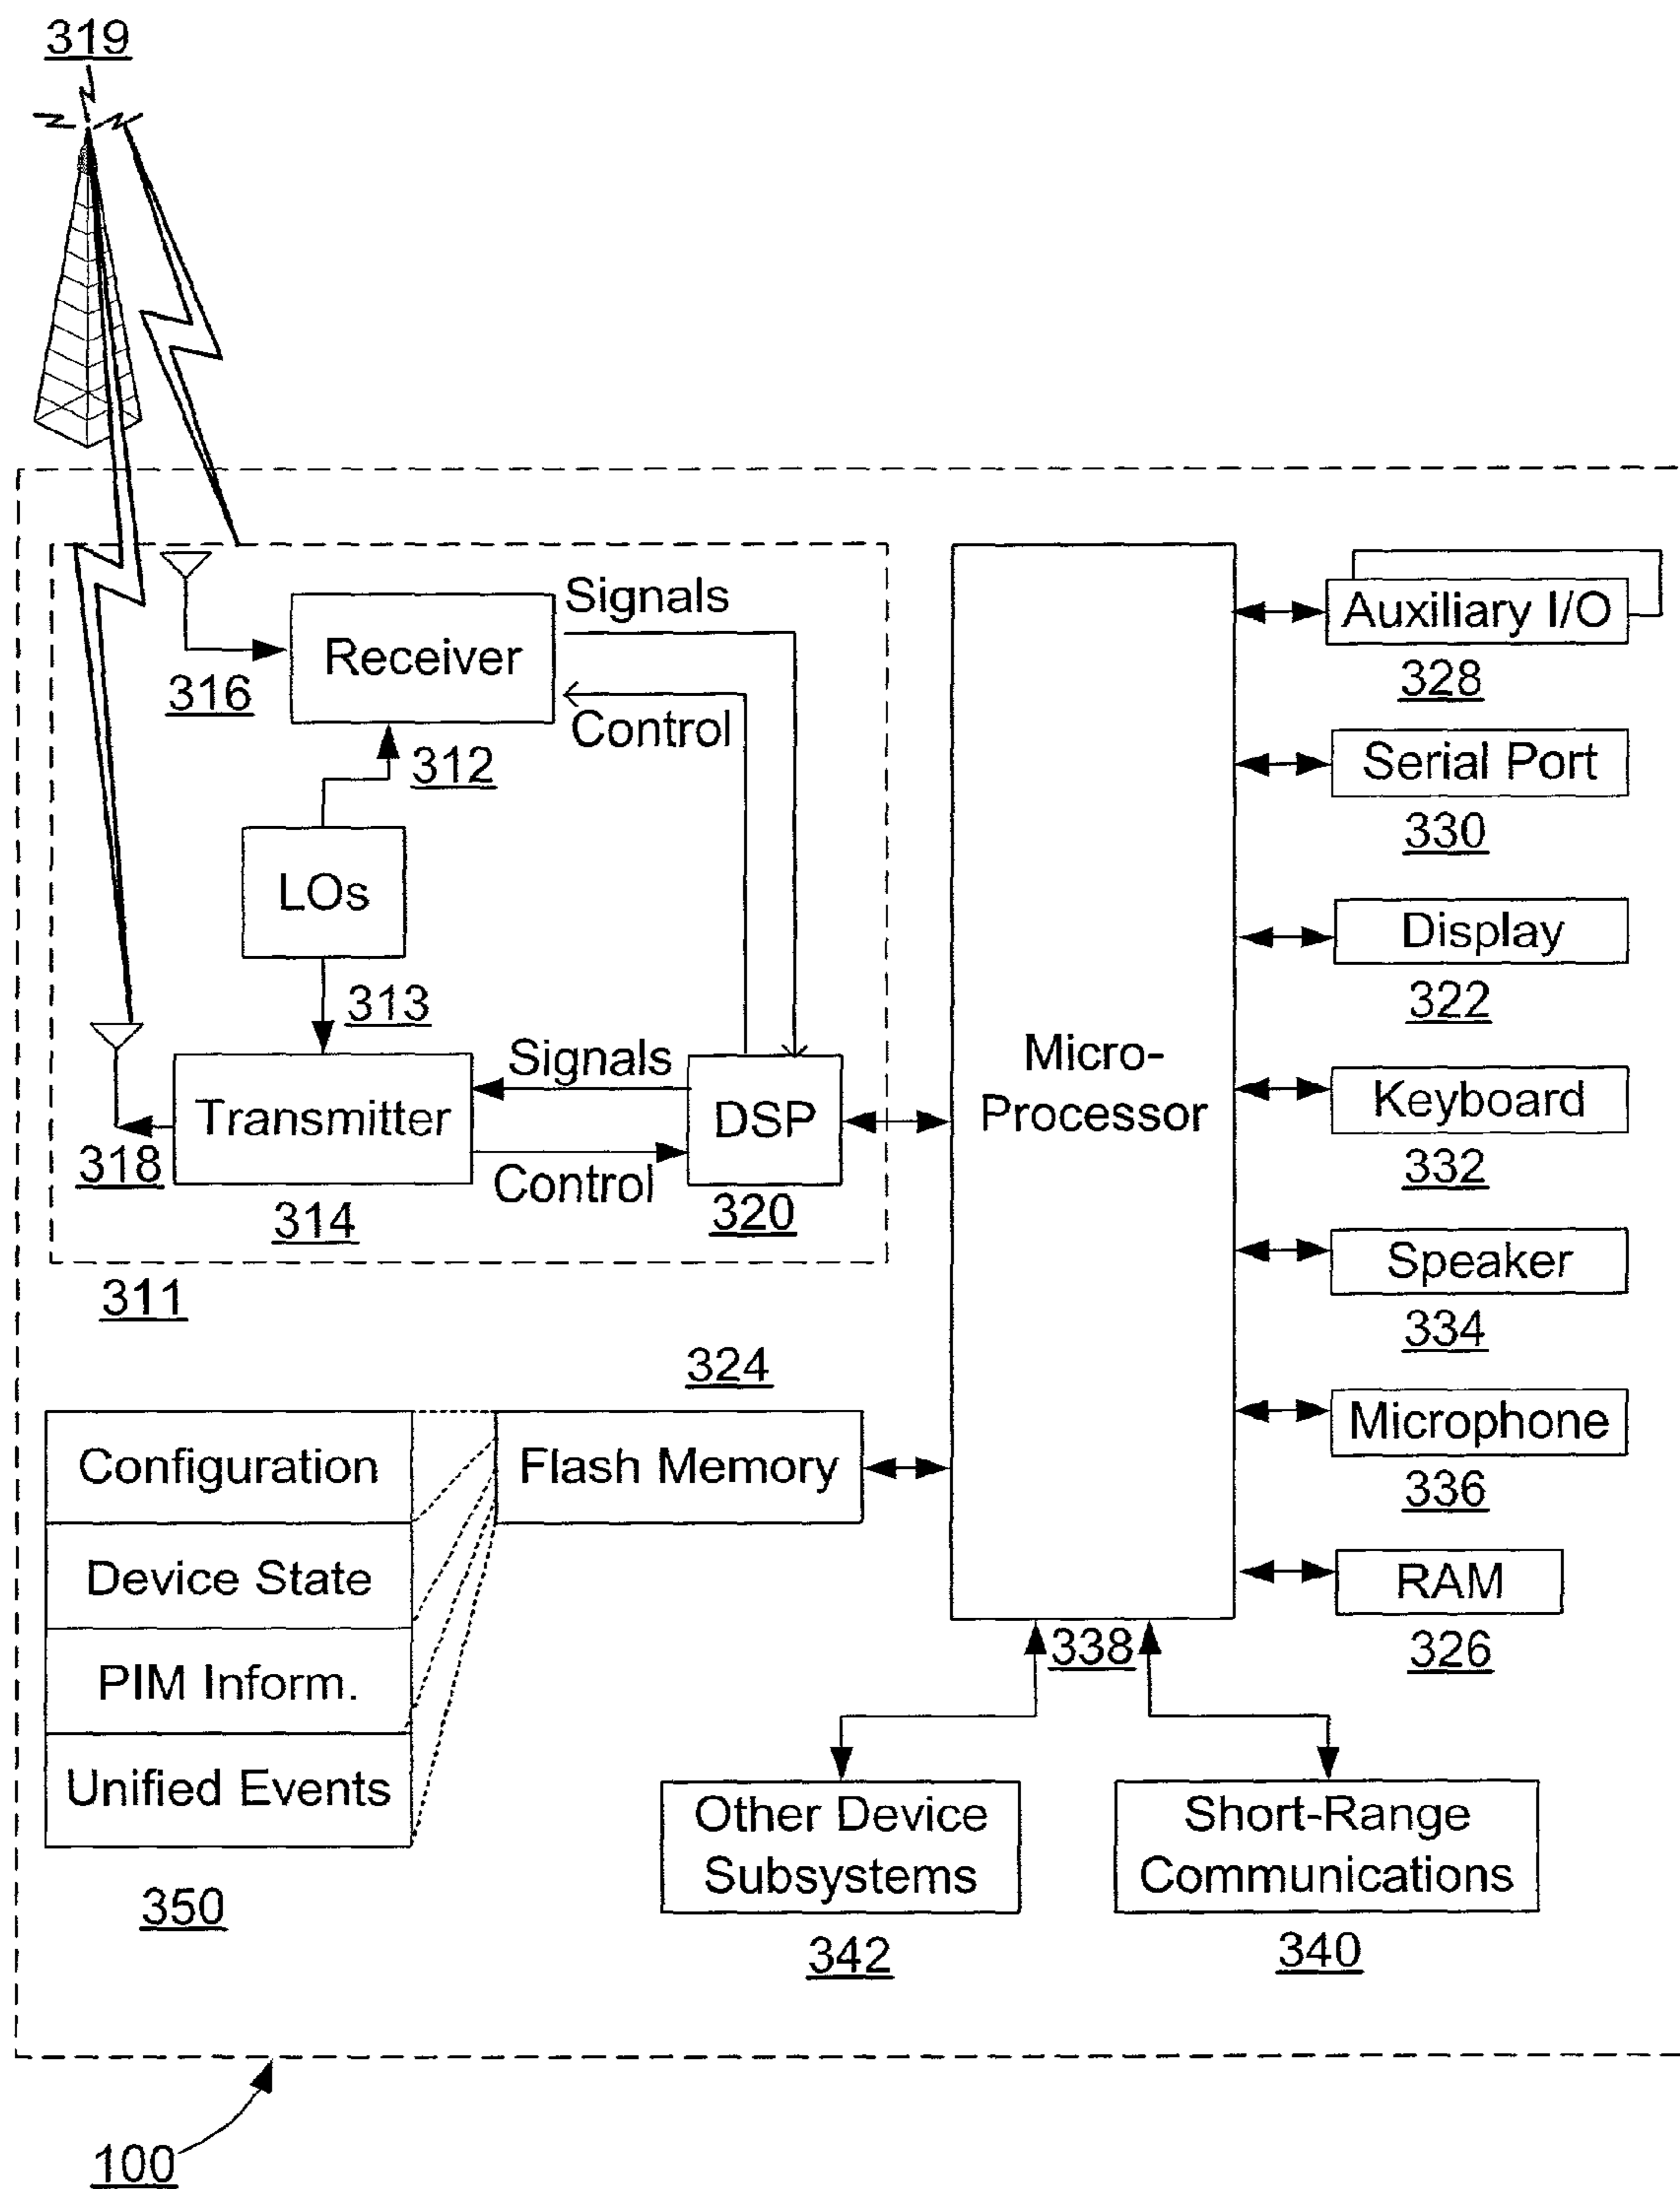 319
Signals
Receiver
316
Control
312
LOs
313
Signals
Transmitter
DSP
318
Control
314
320
311
Micro-
Processor
Auxiliary I/O
328
Serial Port
330
Display
322
Keyboard
332
Speaker
334
Microphone
336
RAM
326
324
Configuration
Flash Memory
Device State
PIM Inform.
Unified Events
350
338
Other Device
Subsystems
342
Short-Range
Communications
340
100